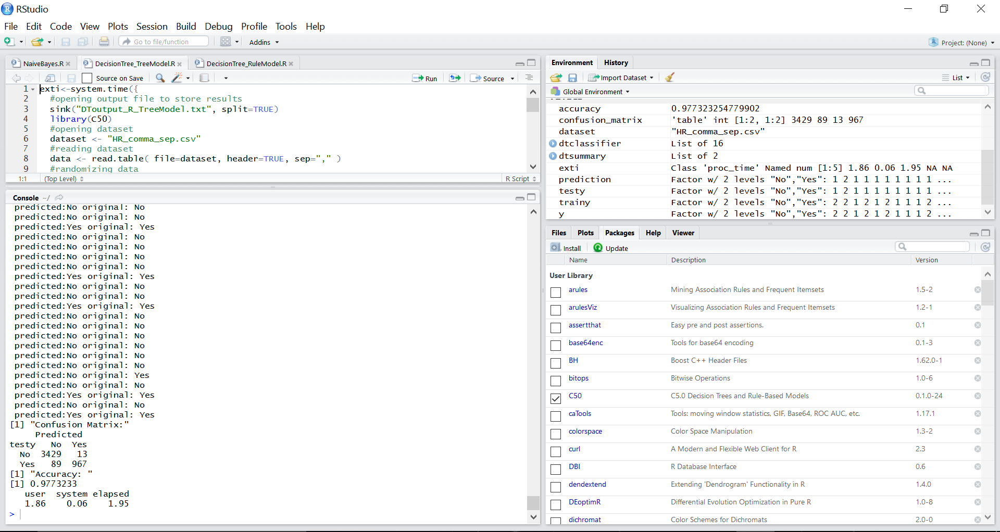 RStudio
File Edit Code View Plots Session Build Debug Profile Tools Help
Go to file/function Addins Project: (None)
NaiveBayes.R DecisionTree_TreeModel.R DecisionTree_RuleModel.R
Source on Save Run Source
1 exti<-system.time({
2 #opening output file to store results
3 sink("DToutput_R_TreeModel.txt", split=TRUE)
4 library(C50)
5 #opening dataset
6 dataset <- "HR_comma_sep.csv"
7 #reading dataset
8 data <- read.table( file=dataset, header=TRUE, sep="," )
9 #randomizing data
1:1 (Top Level) R Script
Console ~/
predicted:No original: No
predicted:No original: No
predicted:Yes original: Yes
predicted:No original: No
predicted:No original: No
predicted:No original: No
predicted:No original: No
predicted:Yes original: Yes
predicted:No original: No
predicted:No original: No
predicted:Yes original: Yes
predicted:No original: No
predicted:No original: No
predicted:No original: No
predicted:No original: No
predicted:No original: No
predicted:No original: No
predicted:No original: Yes
predicted:No original: No
predicted:Yes original: Yes
predicted:No original: No
predicted:Yes original: Yes
[1] "Confusion Matrix:"
Predicted
testy No Yes
No 3429 13
Yes 89 967
[1] "Accuracy: "
[1] 0.9773233
user system elapsed
1.86 0.06 1.95
>
Environment History
Import Dataset List
Global Environment
accuracy 0.977323254779902
confusion_matrix 'table' int [1:2, 1:2] 3429 89 13 967
dataset "HR_comma_sep.csv"
dtclassifier List of 16
dtsummary List of 2
exti Class 'proc_time' Named num [1:5] 1.86 0.06 1.95 NA NA
prediction Factor w/ 2 levels "No","Yes": 1 2 1 1 1 1 1 1 1 1 ...
testy Factor w/ 2 levels "No","Yes": 1 2 1 1 1 1 1 1 1 1 ...
trainy Factor w/ 2 levels "No","Yes": 2 2 1 2 1 2 1 1 1 2 ...
y Factor w/ 2 levels "No","Yes": 2 2 1 2 1 2 1 1 1 2 ...
Files Plots Packages Help Viewer
Install Update
Name Description Version
User Library
arules Mining Association Rules and Frequent Itemsets 1.5-2
arulesViz Visualizing Association Rules and Frequent Itemsets 1.2-1
assertthat Easy pre and post assertions. 0.1
base64enc Tools for base64 encoding 0.1-3
BH Boost C++ Header Files 1.62.0-1
bitops Bitwise Operations 1.0-6
C50 C5.0 Decision Trees and Rule-Based Models 0.1.0-24
caTools Tools: moving window statistics, GIF, Base64, ROC AUC, etc. 1.17.1
colorspace Color Space Manipulation 1.3-2
curl A Modern and Flexible Web Client for R 2.3
DBI R Database Interface 0.6
dendextend Extending 'Dendrogram' Functionality in R 1.4.0
DEoptimR Differential Evolution Optimization in Pure R 1.0-8
dichromat Color Schemes for Dichromats 2.0-0